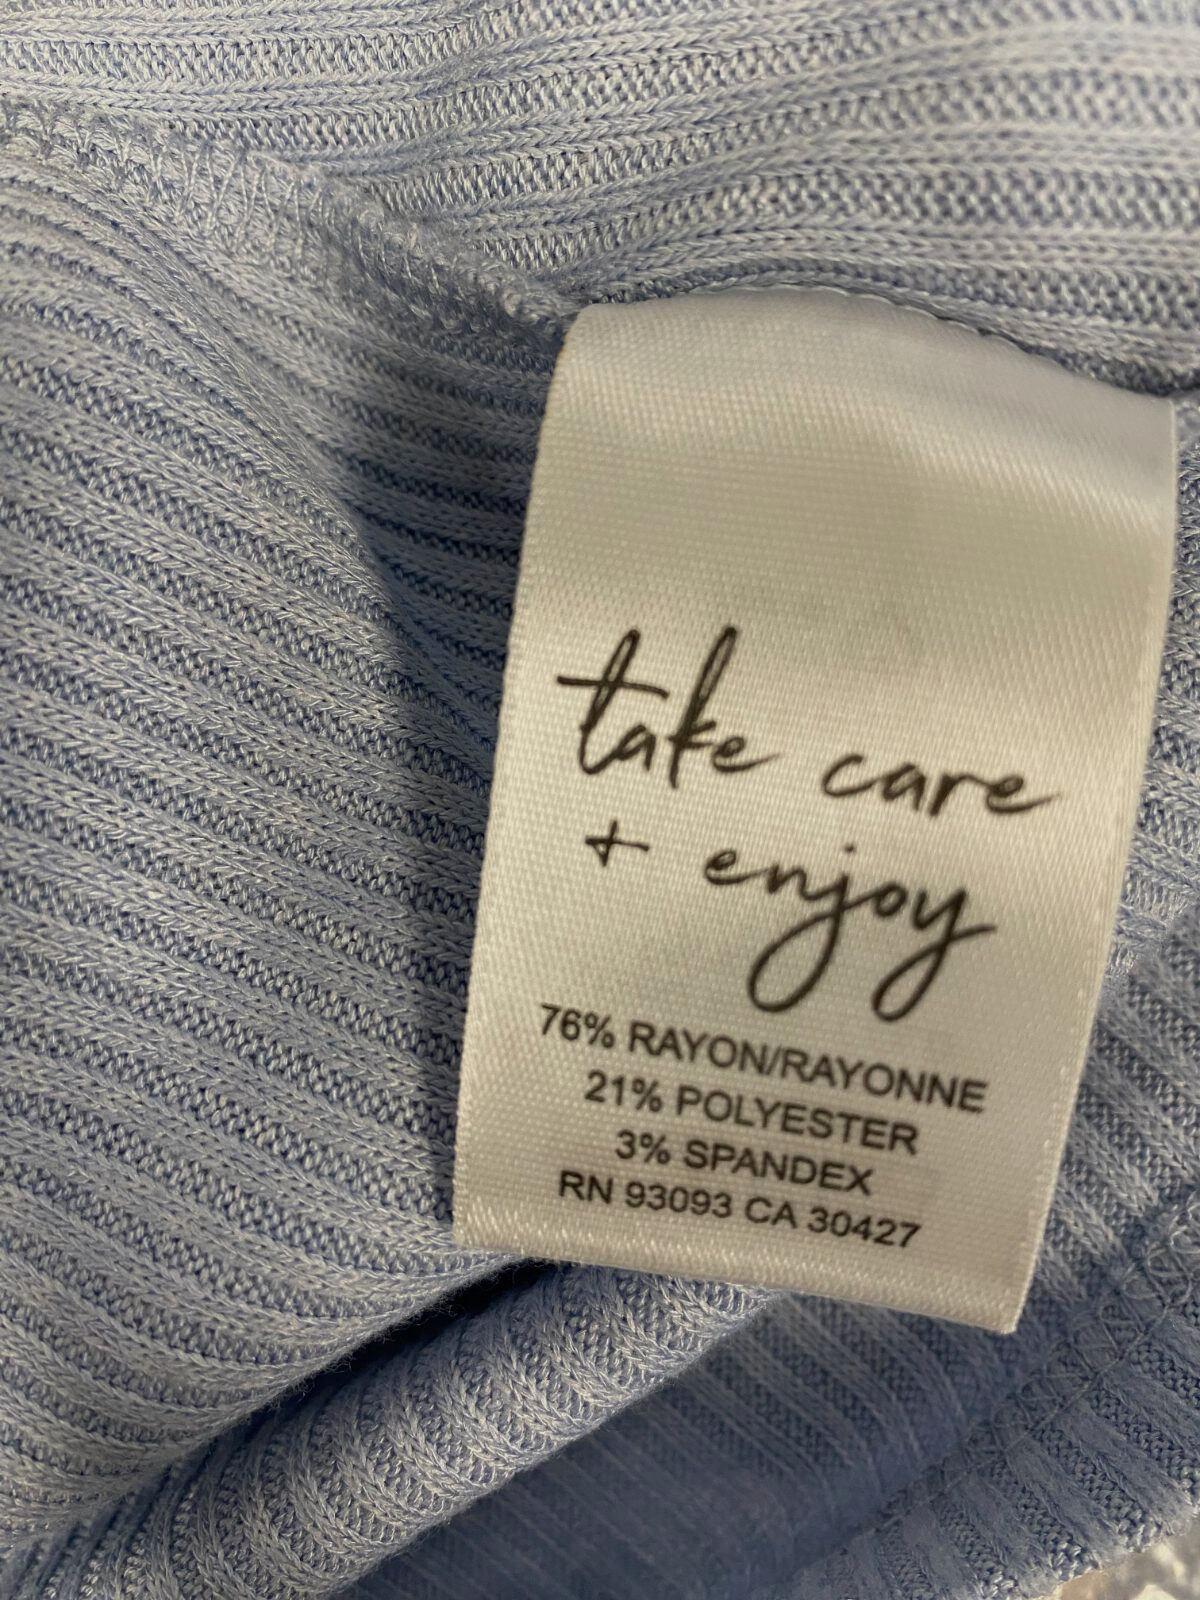 take care
+ enjoy
76% RAYON/RAYONNE
21% POLYESTER
3% SPANDEX
RN 93093 CA 30427